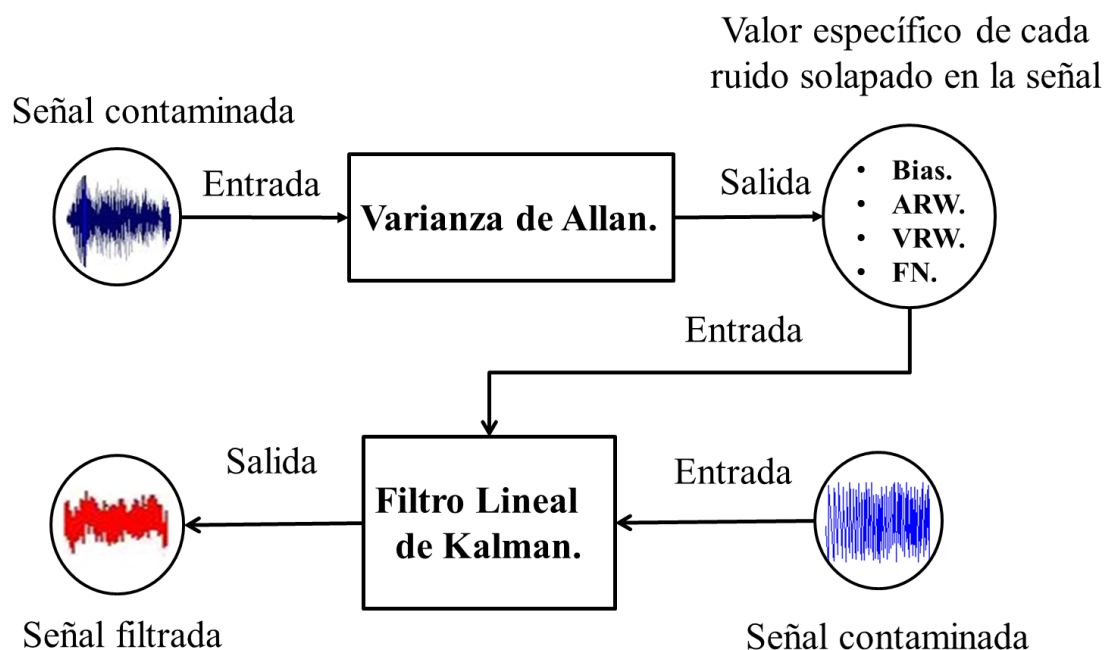 Valor específico de cada
ruido solapado en la señal
Señal contaminada
Entrada
Varianza de Allan.
Salida
• Bias.
• ARW.
• VRW.
• FN.
Entrada
Salida
Filtro Lineal
de Kalman.
Entrada
Señal filtrada
Señal contaminada